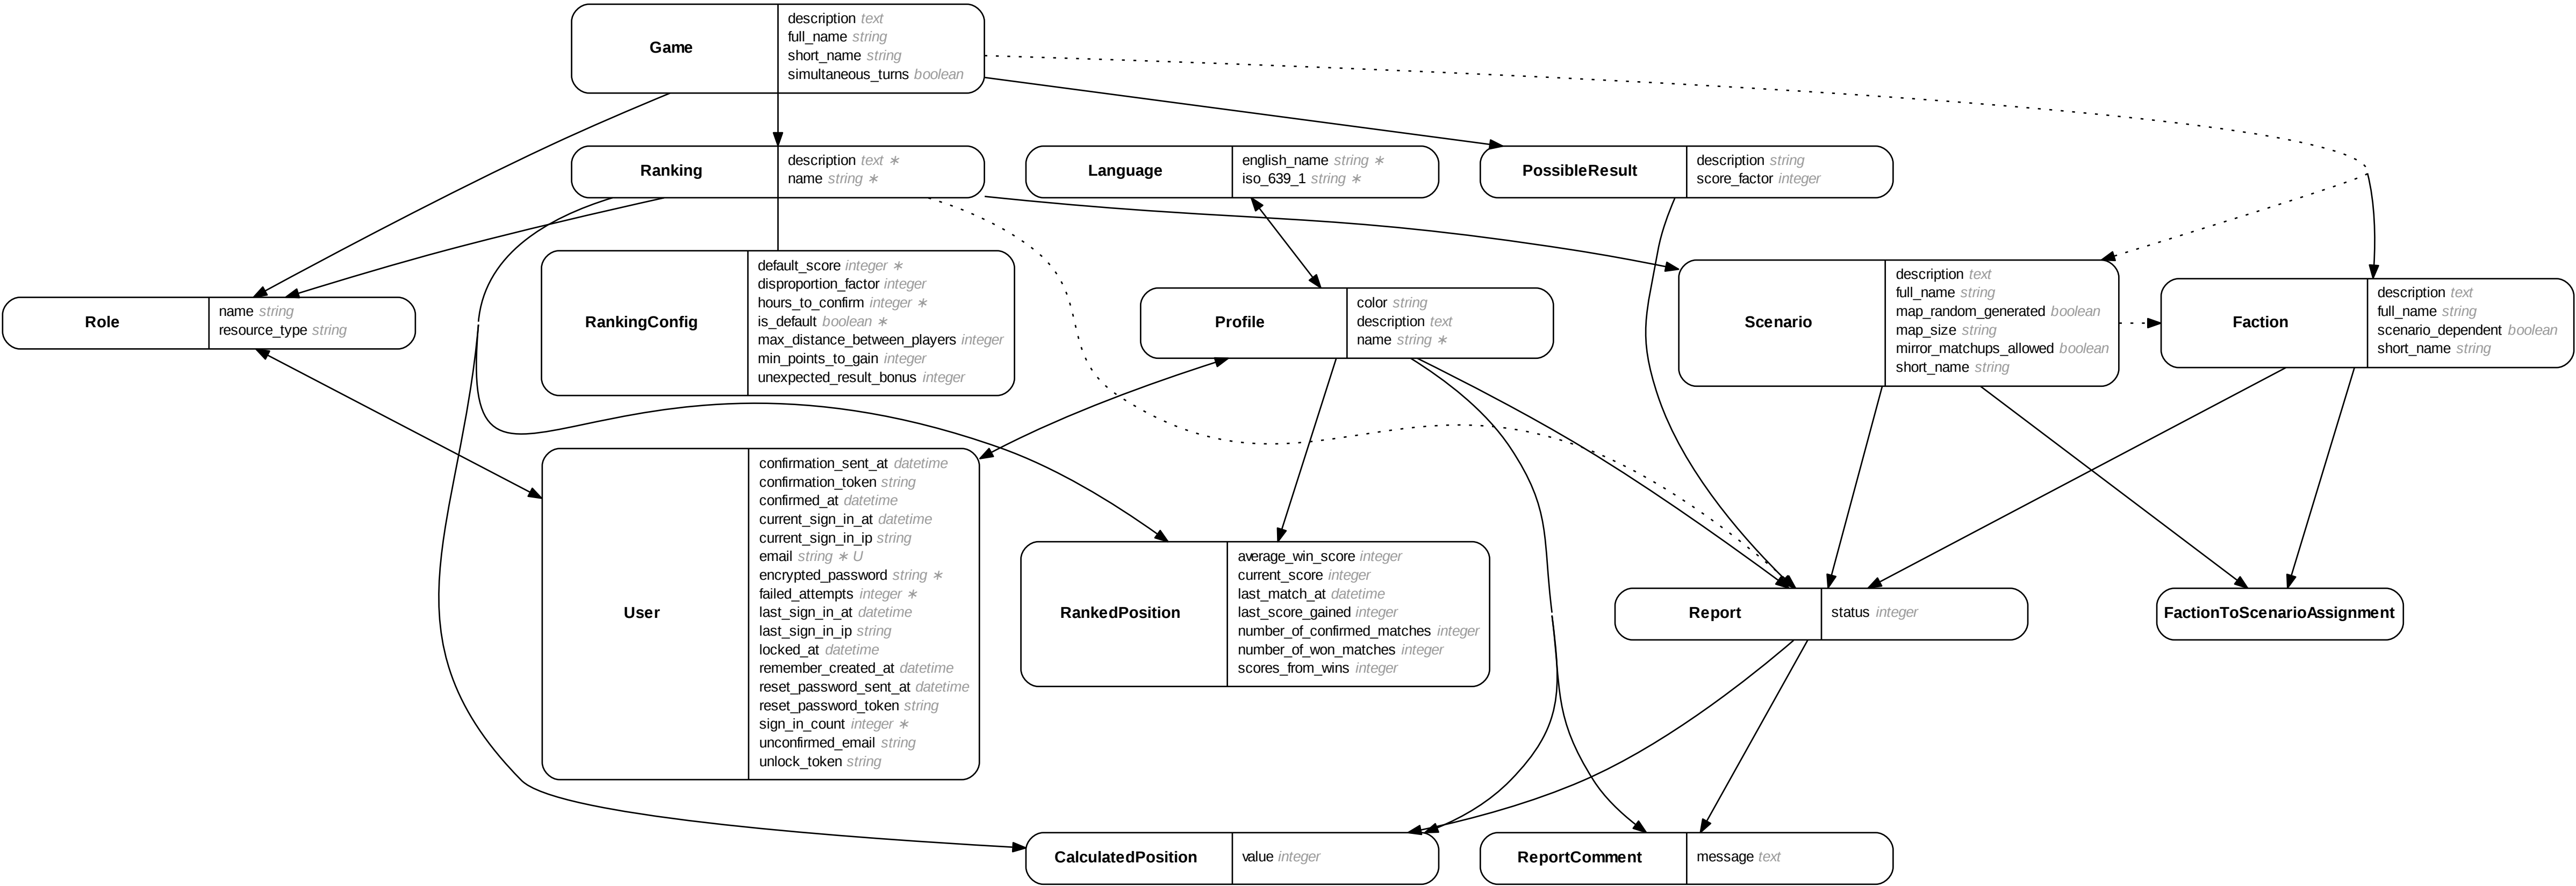 Game
description text
full_name string
short_name string
simultaneous_turns boolean
Ranking
description text ∗
name string ∗
Language
english_name string ∗
iso_639_1 string ∗
PossibleResult
description string
score_factor integer
Role
name string
resource_type string
RankingConfig
default_score integer ∗
disproportion_factor integer
hours_to_confirm integer ∗
is_default boolean ∗
max_distance_between_players integer
min_points_to_gain integer
unexpected_result_bonus integer
Profile
color string
description text
name string ∗
Scenario
description text
full_name string
map_random_generated boolean
map_size string
mirror_matchups_allowed boolean
short_name string
Faction
description text
full_name string
scenario_dependent boolean
short_name string
User
confirmation_sent_at datetime
confirmation_token string
confirmed_at datetime
current_sign_in_at datetime
current_sign_in_ip string
email string ∗ U
encrypted_password string ∗
failed_attempts integer ∗
last_sign_in_at datetime
last_sign_in_ip string
locked_at datetime
remember_created_at datetime
reset_password_sent_at datetime
reset_password_token string
sign_in_count integer ∗
unconfirmed_email string
unlock_token string
RankedPosition
average_win_score integer
current_score integer
last_match_at datetime
last_score_gained integer
number_of_confirmed_matches integer
number_of_won_matches integer
scores_from_wins integer
Report
status integer
FactionToScenarioAssignment
CalculatedPosition
value integer
ReportComment
message text